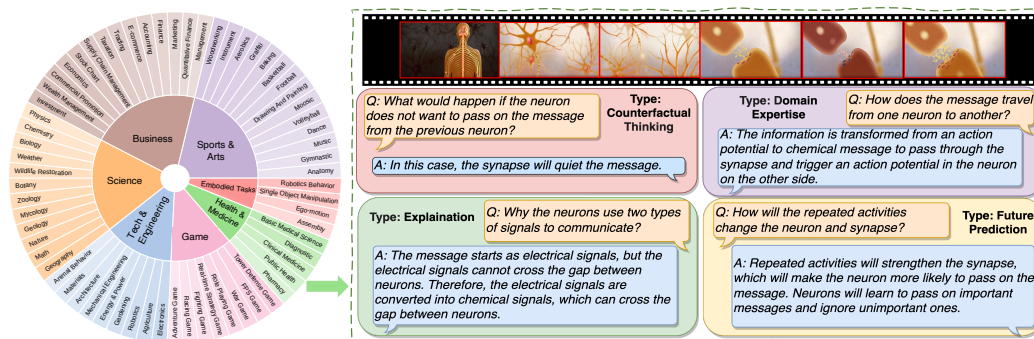 Business
Sports &
Arts
Embodied Tasks
Health &
Medicine
Game
Tech &
Engineering
Science
Marketing
Finance
Accounting
E-commerce
Trading
Taxation
Supply Chain Management
Stock Chart
Economics
Commercial Promotion
Wealth Management
Investment
Quantitative Finance
Management
Woodworking
Instrument
Aerobics
Graffiti
Baking
Basketball
Football
Drawing And Painting
Mosaic
Volleyball
Dance
Music
Gymnastic
Anatomy
Robotics Behavior
Single Object Manipulation
Ego-motion
Assembly
Basic Medical Science
Diagnostic
Clinical Medicine
Public Health
Pharmacy
Tower Defense Game
FPS Game
War Game
Role Playing Game
Real-time Strategy Game
Fighting Game
Racing Game
Adventure Game
Electronics
Agriculture
Robotics
Gardening
Energy & Power
Mechanical Engineering
Architecture
Materials
Animal Behavior
Geography
Math
Nature
Geology
Mycology
Zoology
Botany
Wildlife Restoration
Weather
Biology
Chemistry
Physics
Q: What would happen if the neuron
does not want to pass on the message
from the previous neuron?
Type:
Counterfactual
Thinking
A: In this case, the synapse will quiet the message.
Type: Domain
Expertise
Q: How does the message travel
from one neuron to another?
A: The information is transformed from an action
potential to chemical message to pass through the
synapse and trigger an action potential in the neuron
on the other side.
Type: Explaination
Q: Why the neurons use two types
of signals to communicate?
A: The message starts as electrical signals, but the
electrical signals cannot cross the gap between
neurons. Therefore, the electrical signals are
converted into chemical signals, which can cross the
gap between neurons.
Q: How will the repeated activities
change the neuron and synapse?
Type: Future
Prediction
A: Repeated activities will strengthen the synapse,
which will make the neuron more likely to pass on the
message. Neurons will learn to pass on important
messages and ignore unimportant ones.